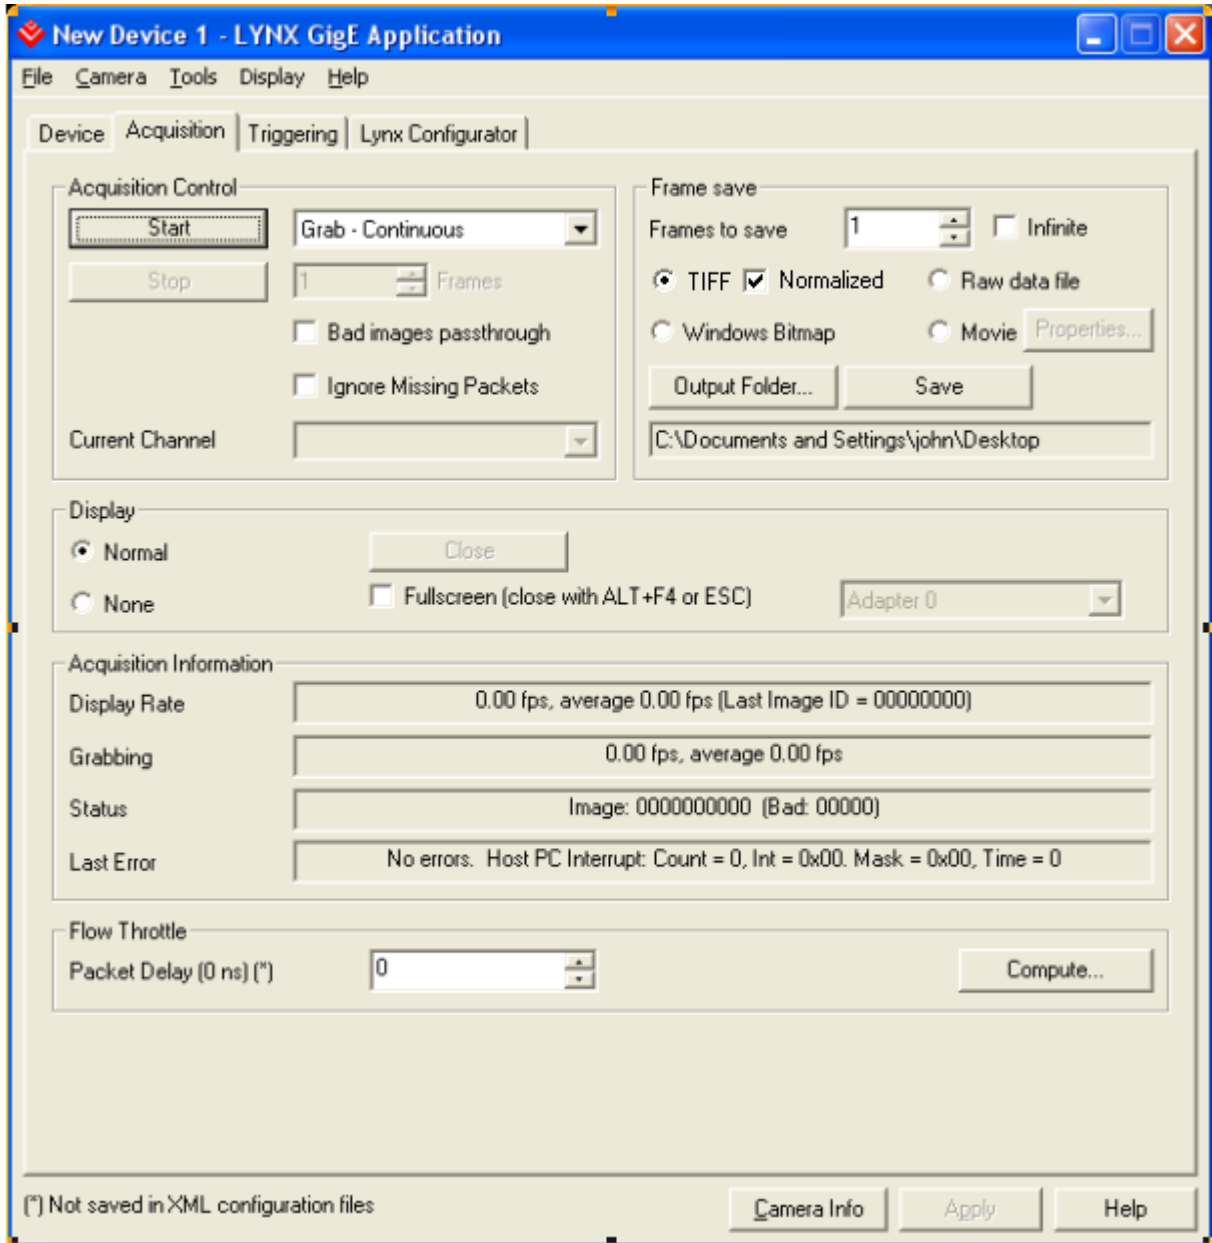 New Device 1 - LYNX GigE Application
File Camera Tools Display Help
Device Acquisition Triggering Lynx Configurator
Acquisition Control
Start Grab - Continuous
Stop 1 Frames
Bad images passthrough
Ignore Missing Packets
Current Channel
Frame save
Frames to save 1 Infinite
TIFF Normalized Raw data file
Windows Bitmap Movie Properties...
Output Folder... Save
C:\Documents and Settings\john\Desktop
Display
Normal Close
None Fullscreen (close with ALT+F4 or ESC) Adapter 0
Acquisition Information
Display Rate 0.00 fps, average 0.00 fps (Last Image ID = 00000000)
Grabbing 0.00 fps, average 0.00 fps
Status Image: 0000000000 (Bad: 00000)
Last Error No errors. Host PC Interrupt: Count = 0, Int = 0x00. Mask = 0x00, Time = 0
Flow Throttle
Packet Delay (0 ns) (*) 0 Compute...
(*) Not saved in XML configuration files Camera Info Apply Help